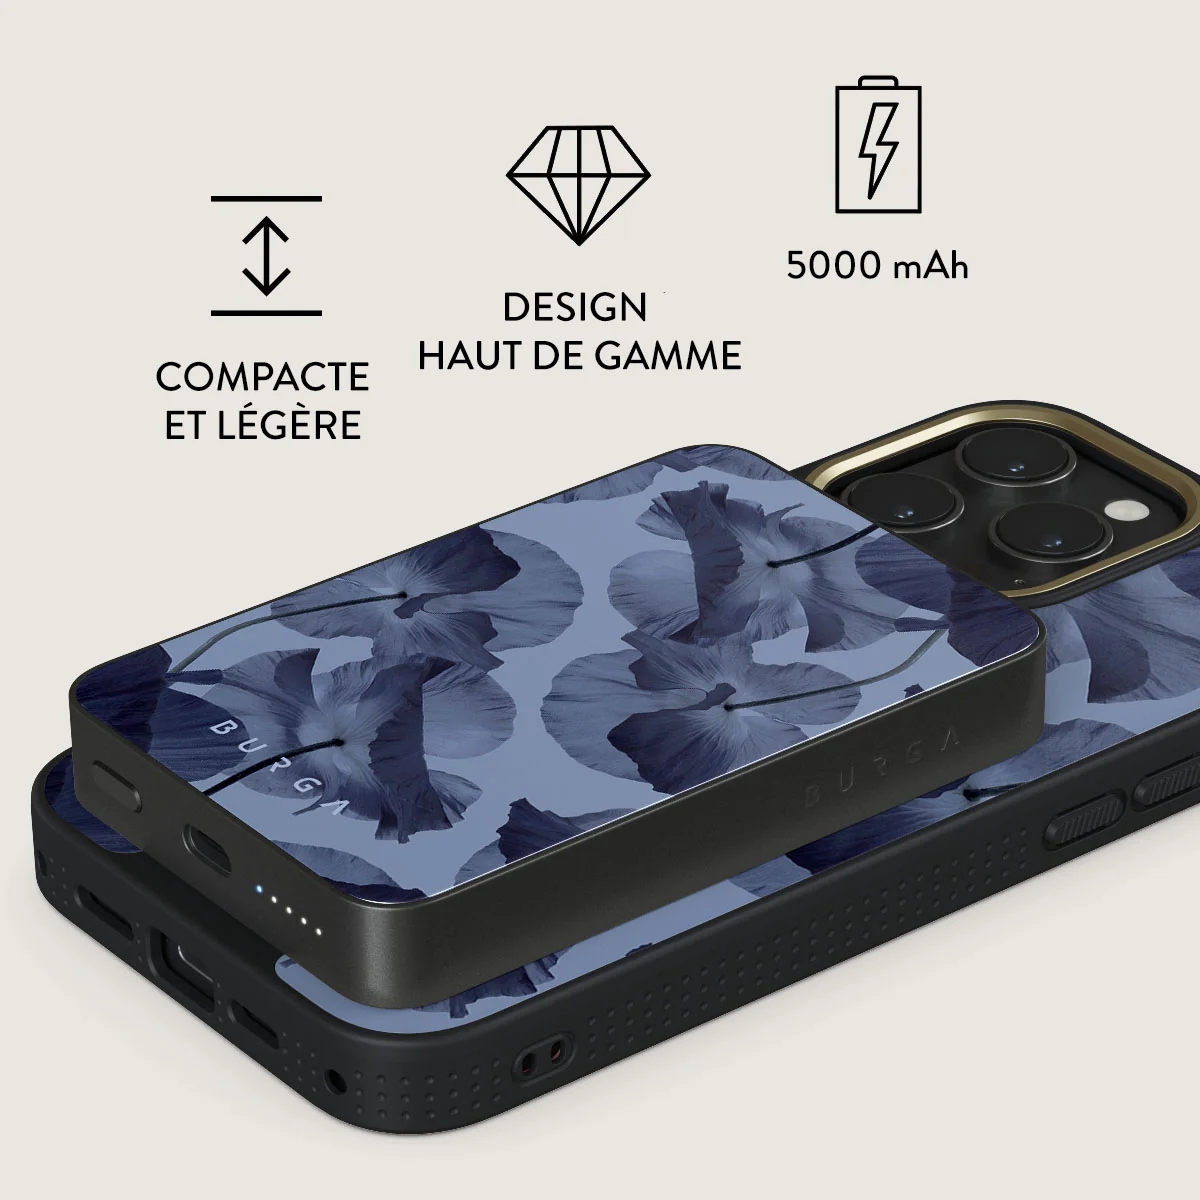 COMPACTE
ET LÉGÈRE
DESIGN
HAUT DE GAMME
5000 mAh
BURGA
BURGA